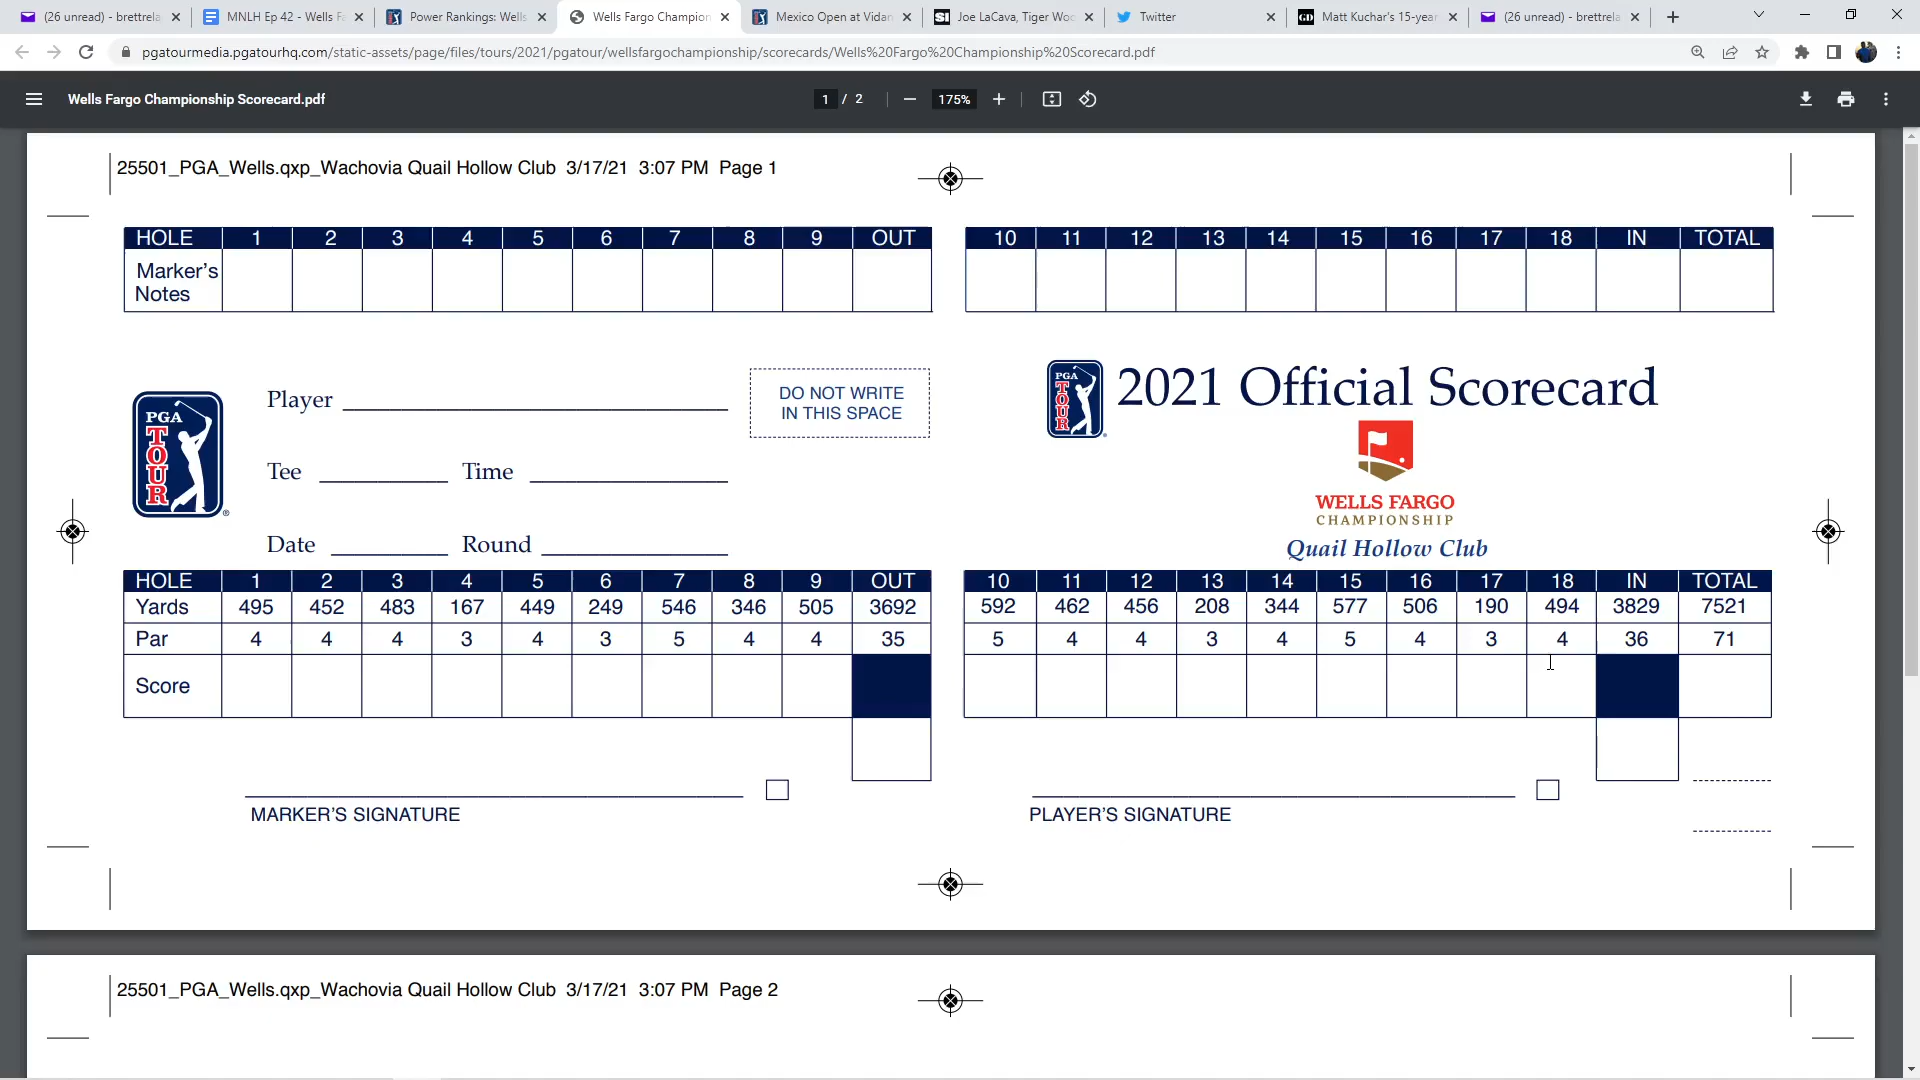 (26 unread) - brettrela
MNLH Ep 42 - Wells Fa
Power Rankings: Wells
Wells Fargo Champion
Mexico Open at Vidan
Joe LaCava, Tiger Woo
Twitter
Matt Kuchar's 15-year
(26 unread) - brettrela
pgatourmedia.pgatourhq.com/static-assets/page/files/tours/2021/pgatour/wellsfargochampionship/scorecards/Wells%20Fargo%20Championship%20Scorecard.pdf
Wells Fargo Championship Scorecard.pdf
1 / 2
175%
25501_PGA_Wells.qxp_Wachovia Quail Hollow Club 3/17/21 3:07 PM Page 1
HOLE 1 2 3 4 5 6 7 8 9 OUT 10 11 12 13 14 15 16 17 18 IN TOTAL
Marker's
Notes
PGA TOUR
Player
DO NOT WRITE
IN THIS SPACE
Tee Time
Date Round
PGA TOUR
2021 Official Scorecard
WELLS FARGO
CHAMPIONSHIP
Quail Hollow Club
HOLE 1 2 3 4 5 6 7 8 9 OUT 10 11 12 13 14 15 16 17 18 IN TOTAL
Yards 495 452 483 167 449 249 546 346 505 3692 592 462 456 208 344 577 506 190 494 3829 7521
Par 4 4 4 3 4 3 5 4 4 35 5 4 4 3 4 5 4 3 4 36 71
Score
MARKER'S SIGNATURE
PLAYER'S SIGNATURE
25501_PGA_Wells.qxp_Wachovia Quail Hollow Club 3/17/21 3:07 PM Page 2